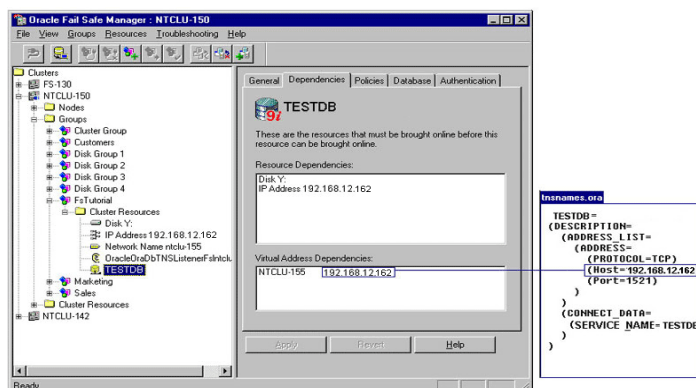 Oracle Fail Safe Manager : NTCLU-150
File View Groups Resources Troubleshooting Help
Clusters
FS-130
NTCLU-150
Nodes
Groups
Cluster Group
Customers
Disk Group 1
Disk Group 2
Disk Group 3
Disk Group 4
FsTutorial
Cluster Resources
Disk Y:
IP Address 192.168.12.162
Network Name ntclu-155
OracleOraDbTNSListenerFslntclu.
TESTDB
Marketing
Sales
Cluster Resources
NTCLU-142
General Dependencies Policies Database Authentication
9i TESTDB
These are the resources that must be brought online before this
resource can be brought online.
Resource Dependencies:
Disk Y:
IP Address 192.168.12.162
Virtual Address Dependencies:
NTCLU-155 192.168.12.162
Apply Revert Help
Ready
tnsnames.ora
TESTDB=
(DESCRIPTION=
(ADDRESS_LIST=
(ADDRESS=
(PROTOCOL=TCP)
(Host=192.168.12.162
(Port=1521)
)
)
(CONNECT_DATA=
(SERVICE_NAME=TESTDB
)
)